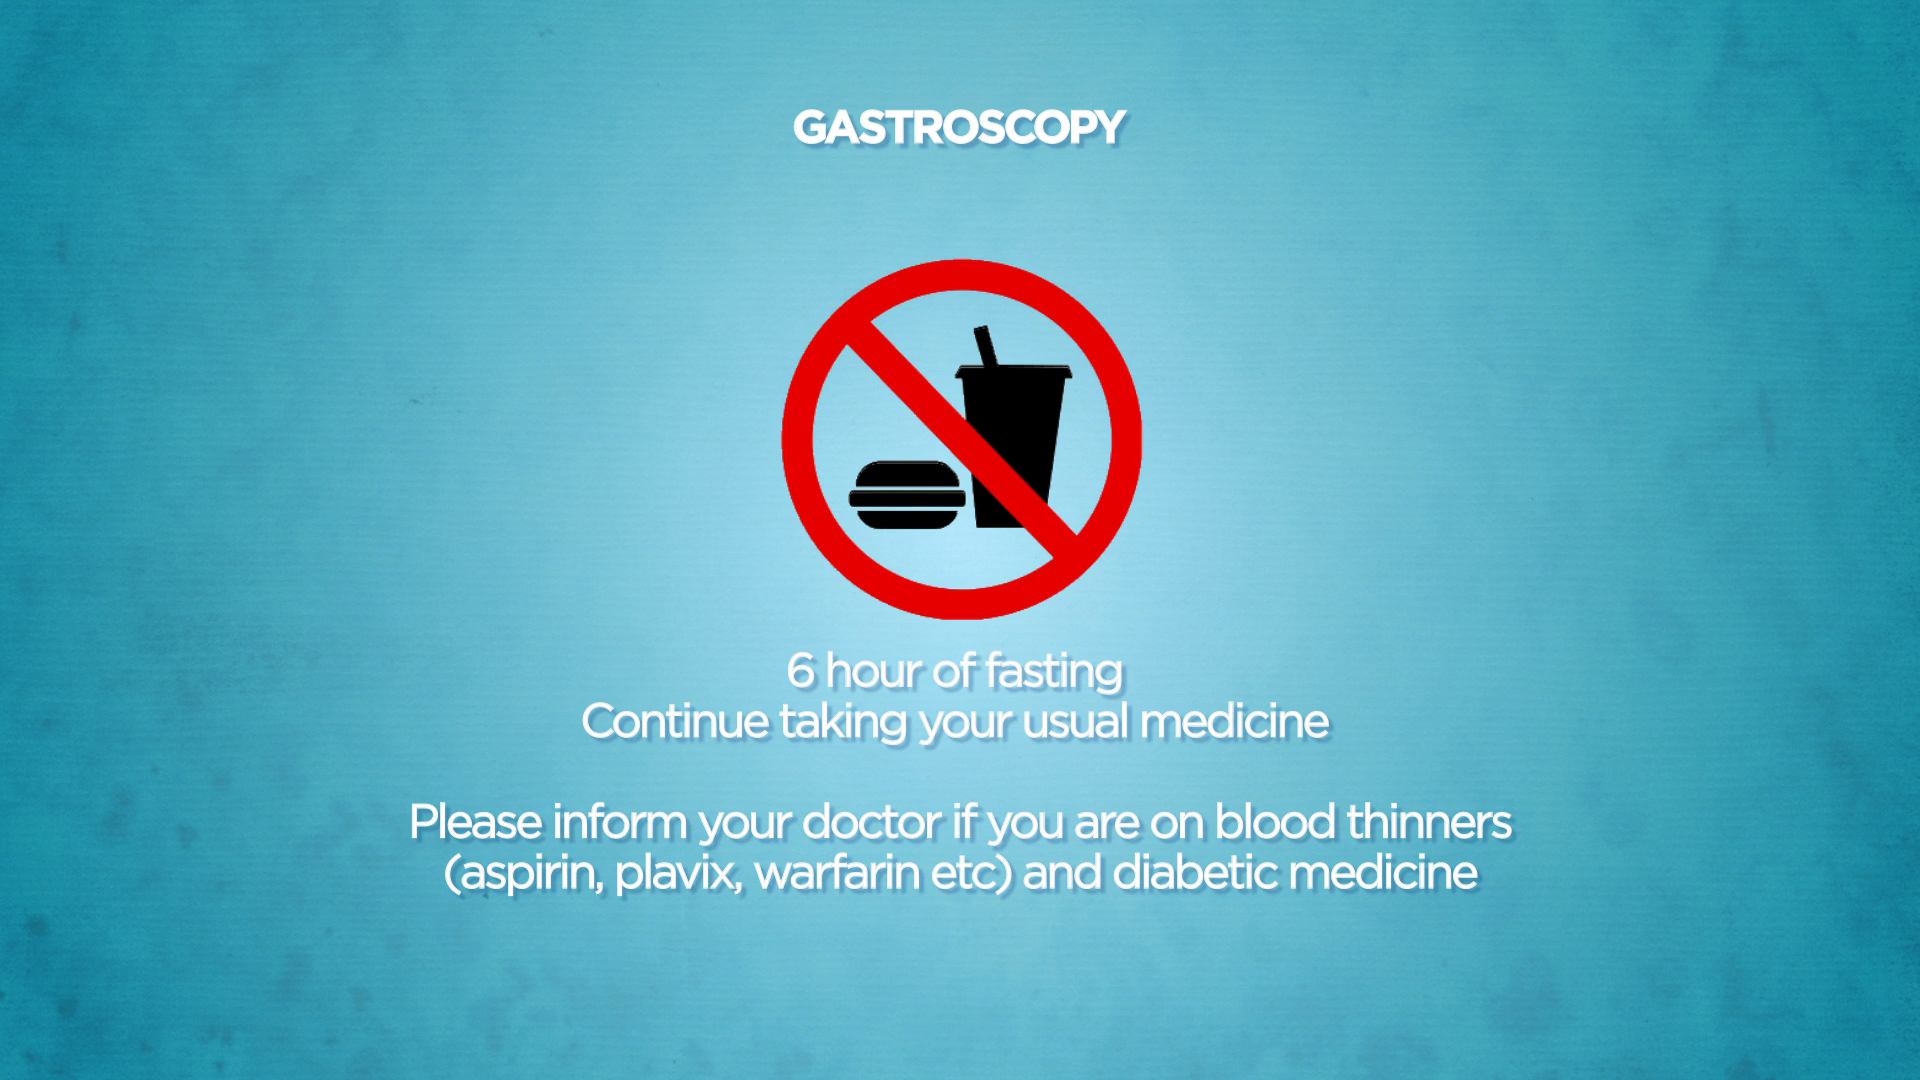 GASTROSCOPY
6 hour of fasting
Continue taking your usual medicine
Please inform your doctor if you are on blood thinners
(aspirin, plavix, warfarin etc) and diabetic medicine